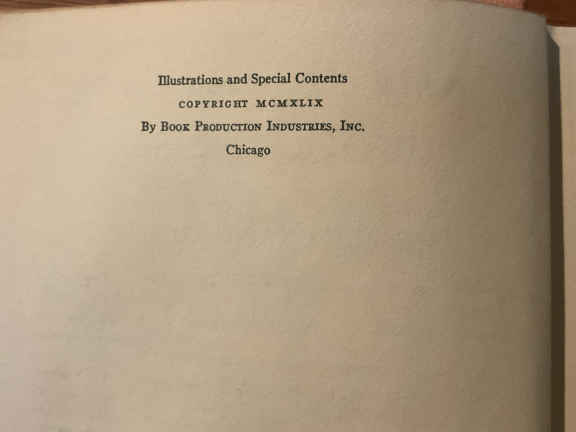 Illustrations and Special Contents
COPYRIGHT MCMXLIX
By BOOK PRODUCTION INDUSTRIES, INC.
Chicago